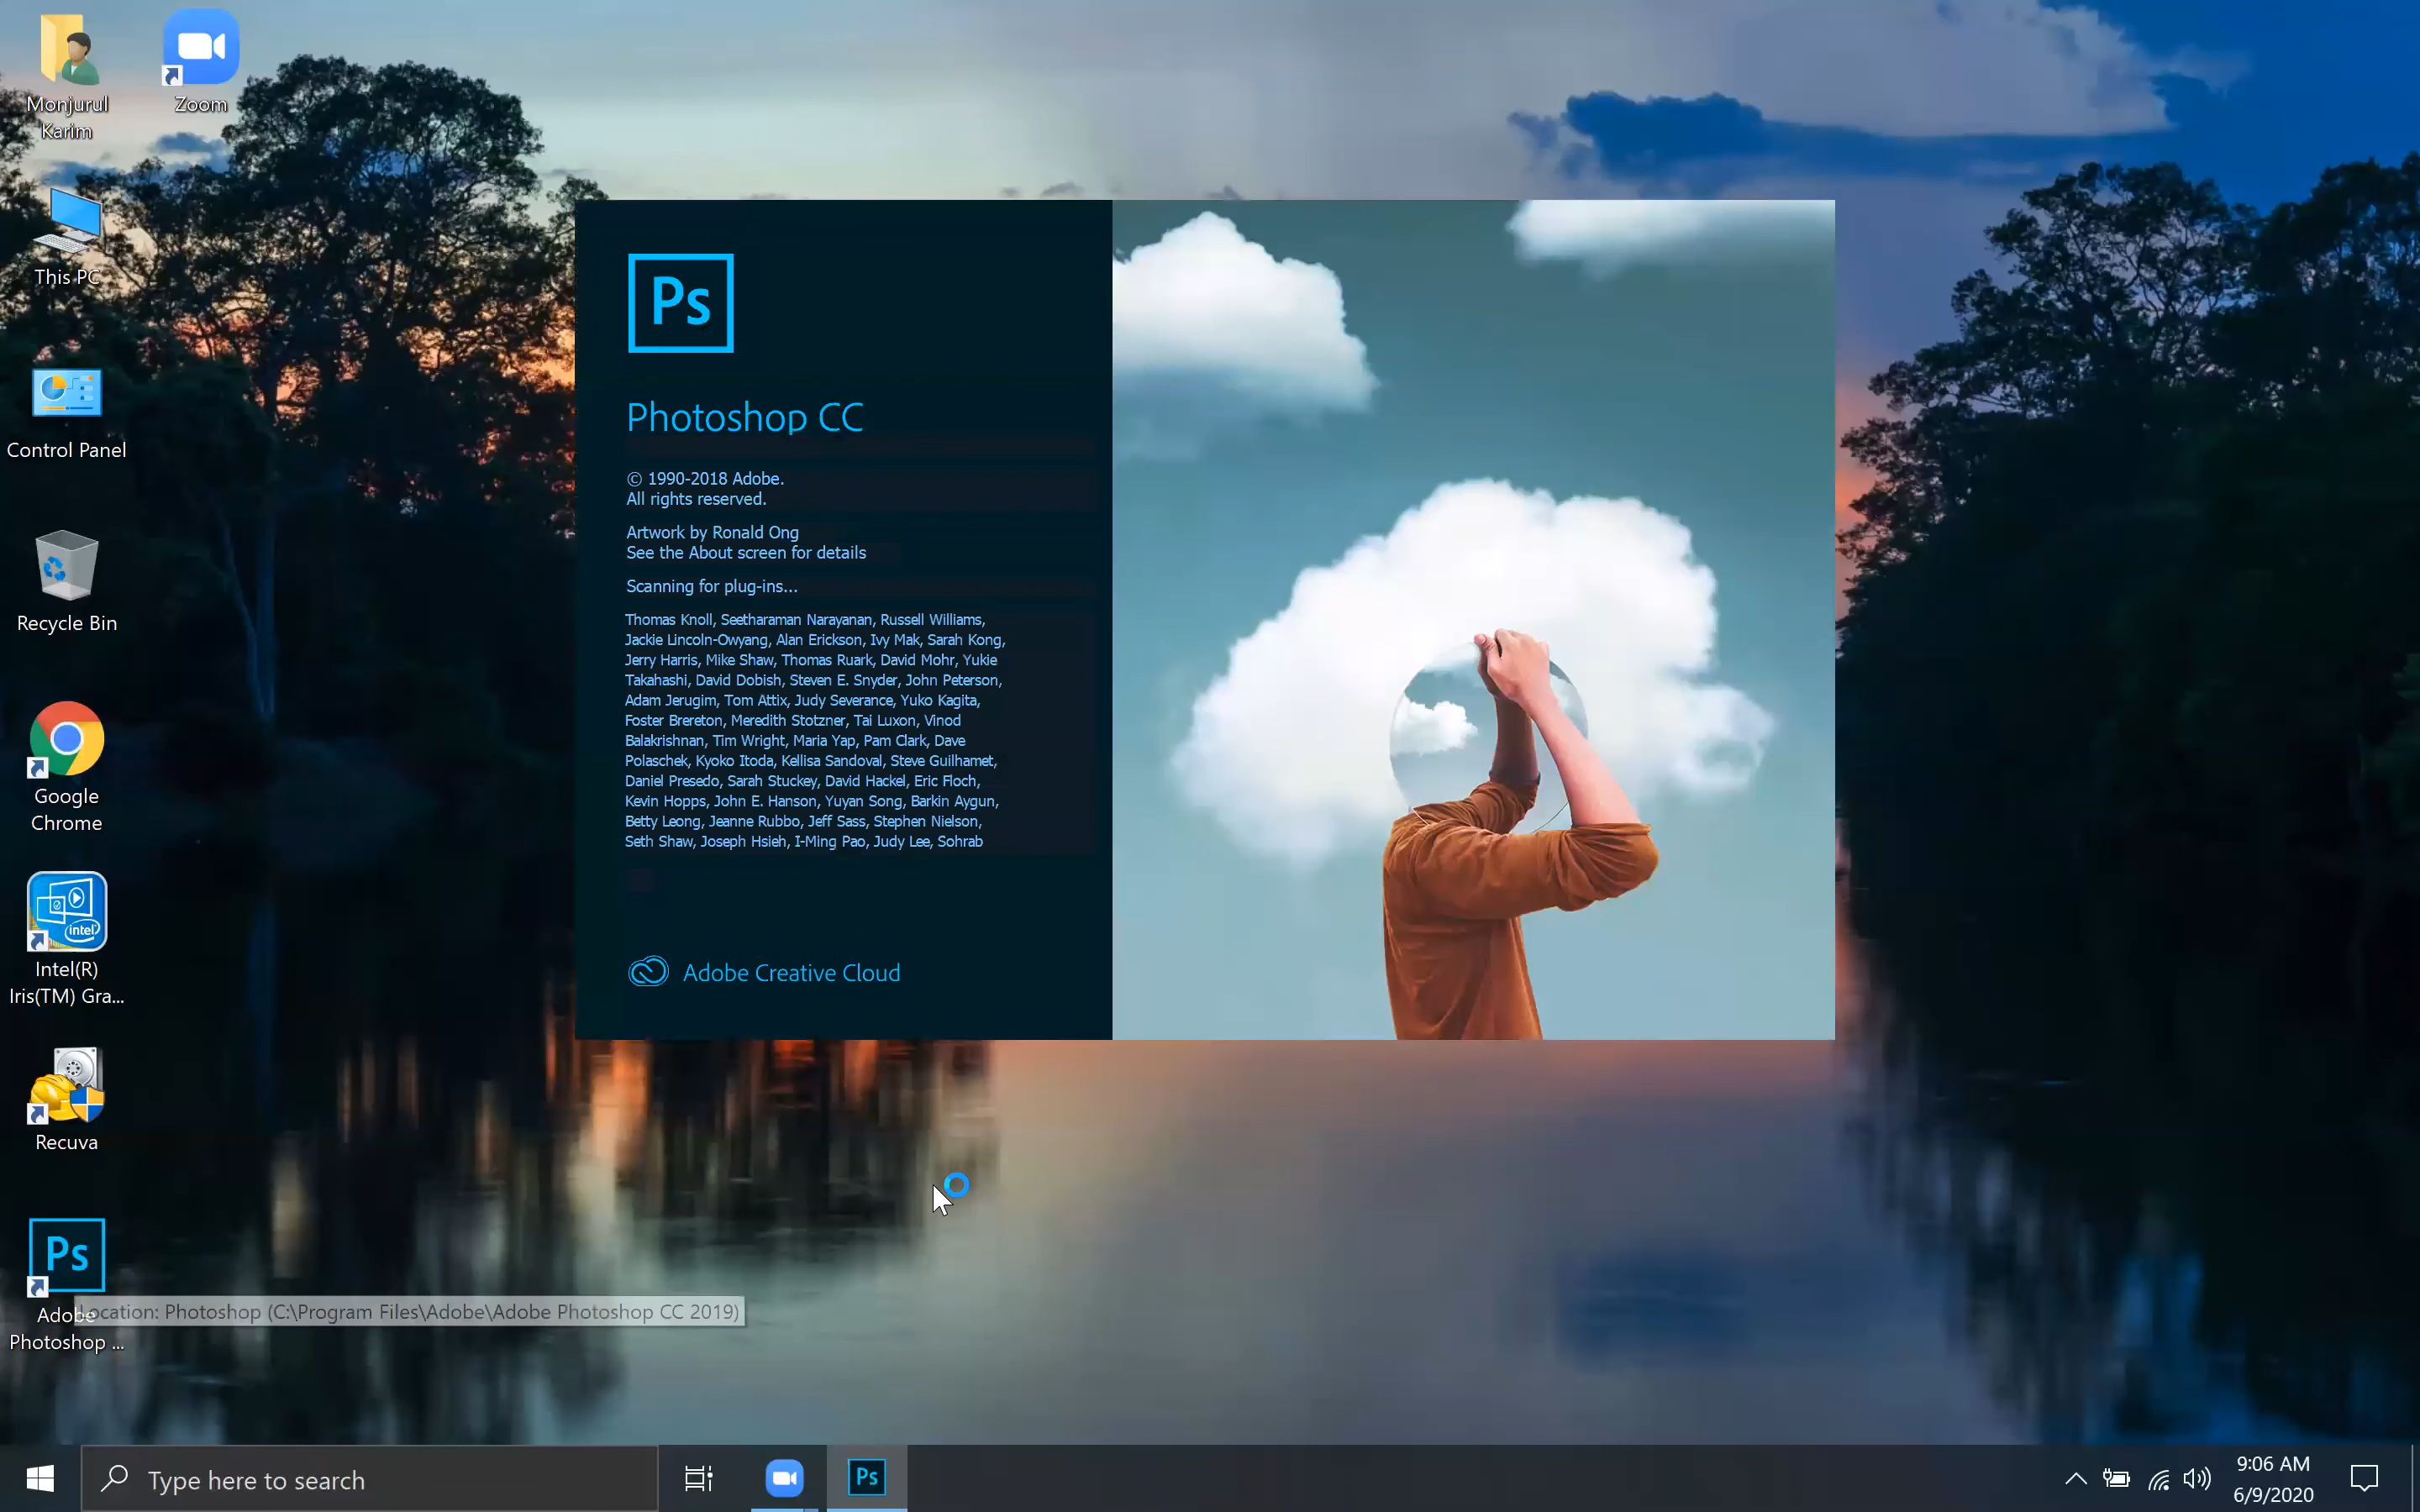 Monjurul
Karim
Zoom
This PC
Control Panel
Recycle Bin
Google
Chrome
intel
Intel(R)
Iris(TM) Gra...
Recuva
Ps
Adobe
Photoshop ...
Location: Photoshop (C:\Program Files\Adobe\Adobe Photoshop CC 2019)
Ps
Photoshop CC
© 1990-2018 Adobe.
All rights reserved.
Artwork by Ronald Ong
See the About screen for details
Scanning for plug-ins...
Thomas Knoll, Seetharaman Narayanan, Russell Williams,
Jackie Lincoln-Owyang, Alan Erickson, Ivy Mak, Sarah Kong,
Jerry Harris, Mike Shaw, Thomas Ruark, David Mohr, Yukie
Takahashi, David Dobish, Steven E. Snyder, John Peterson,
Adam Jerugim, Tom Attix, Judy Severance, Yuko Kagita,
Foster Brereton, Meredith Stotzner, Tai Luxon, Vinod
Balakrishnan, Tim Wright, Maria Yap, Pam Clark, Dave
Polaschek, Kyoko Itoda, Kellisa Sandoval, Steve Guilhamet,
Daniel Presedo, Sarah Stuckey, David Hackel, Eric Floch,
Kevin Hopps, John E. Hanson, Yuyan Song, Barkin Aygun,
Betty Leong, Jeanne Rubbo, Jeff Sass, Stephen Nielson,
Seth Shaw, Joseph Hsieh, I-Ming Pao, Judy Lee, Sohrab
Adobe Creative Cloud
Type here to search
Ps
9:06 AM
6/9/2020